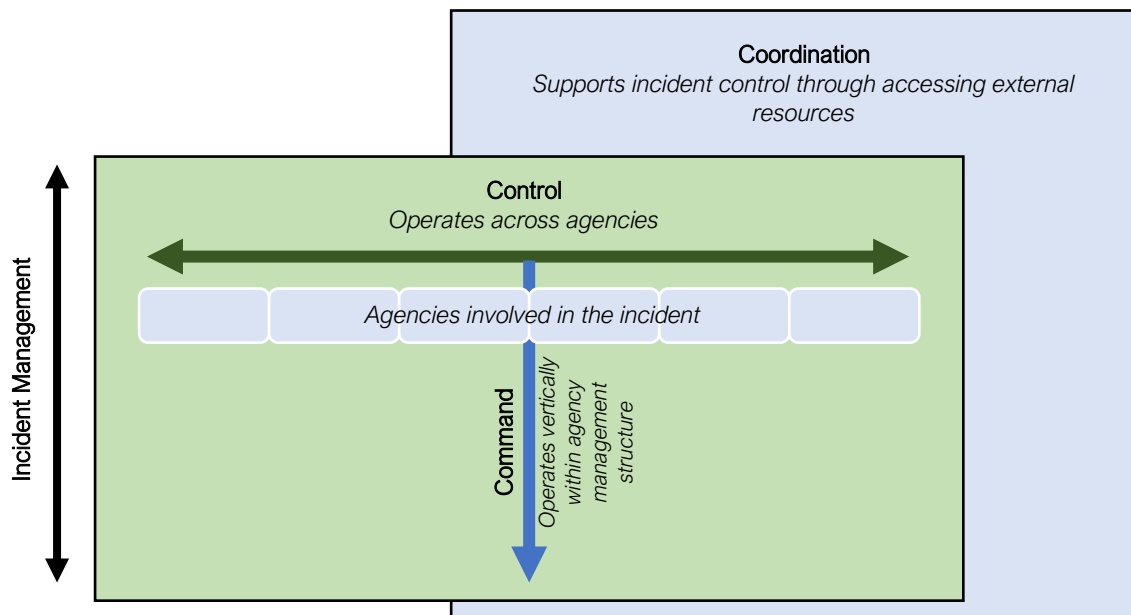 Coordination
Supports incident control through accessing external
resources
Control
Operates across agencies
Agencies involved in the incident
Incident Management
Command
Operates vertically
within agency
management
structure